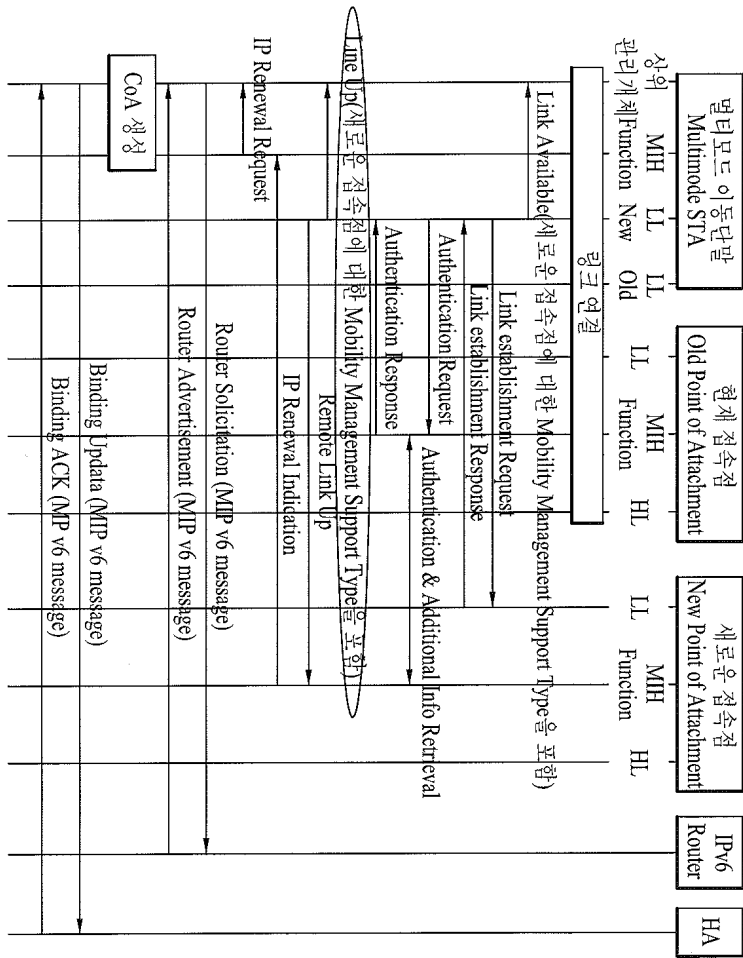 멀티모드 이동단말
Multimode STA
현재 접속점
Old Point of Attachment
새로운 접속점
New Point of Attachment
IPv6
Router
HA
상위
관리개체
MIH
Function
LL
New
LL
Old
LL
MIH
Function
HL
LL
MIH
Function
HL
링크 연결
Link Available(새로운 접속점에 대한 Mobility Management Support Type을 포함)
Link establishment Request
Link establishment Response
Authentication Request
Authentication & Additional Info Retrieval
Authentication Response
Line Up(새로운 접속점에 대한 Mobility Management Support Type을 포함)
Remote Link Up
IP Renewal Indication
IP Renewal Request
Router Solicitation (MIP v6 message)
Router Advertisement (MIP v6 message)
CoA 생성
Binding Updata (MIP v6 message)
Binding ACK (MP v6 message)